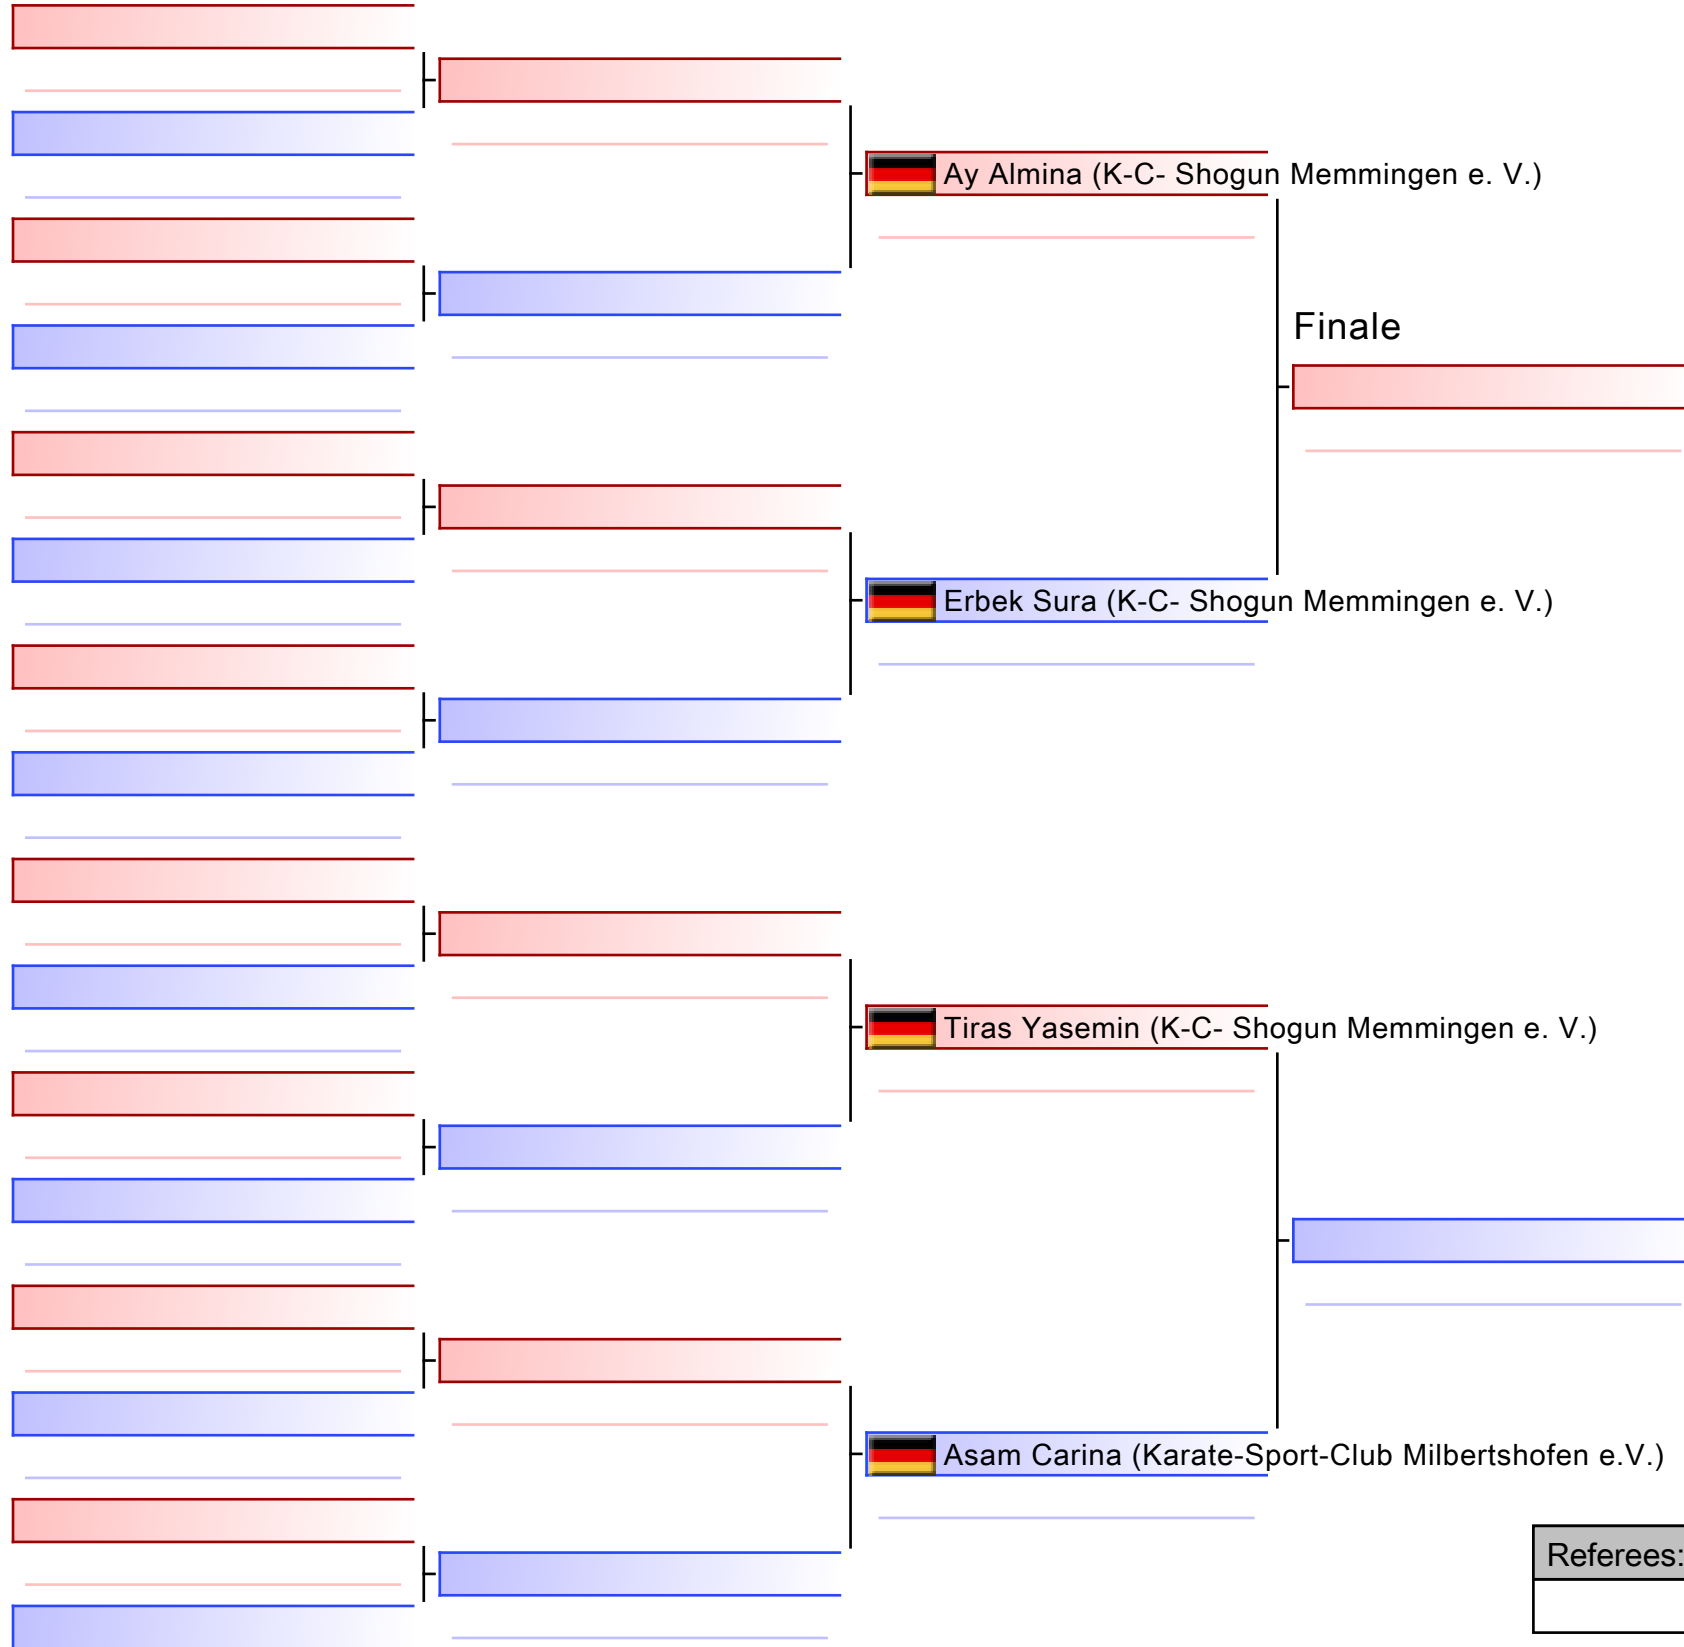 Ay Almina (K-C- Shogun Memmingen e. V.)
Finale
Erbek Sura (K-C- Shogun Memmingen e. V.)
Tiras Yasemin (K-C- Shogun Memmingen e. V.)
Asam Carina (Karate-Sport-Club Milbertshofen e.V.)
Referees: